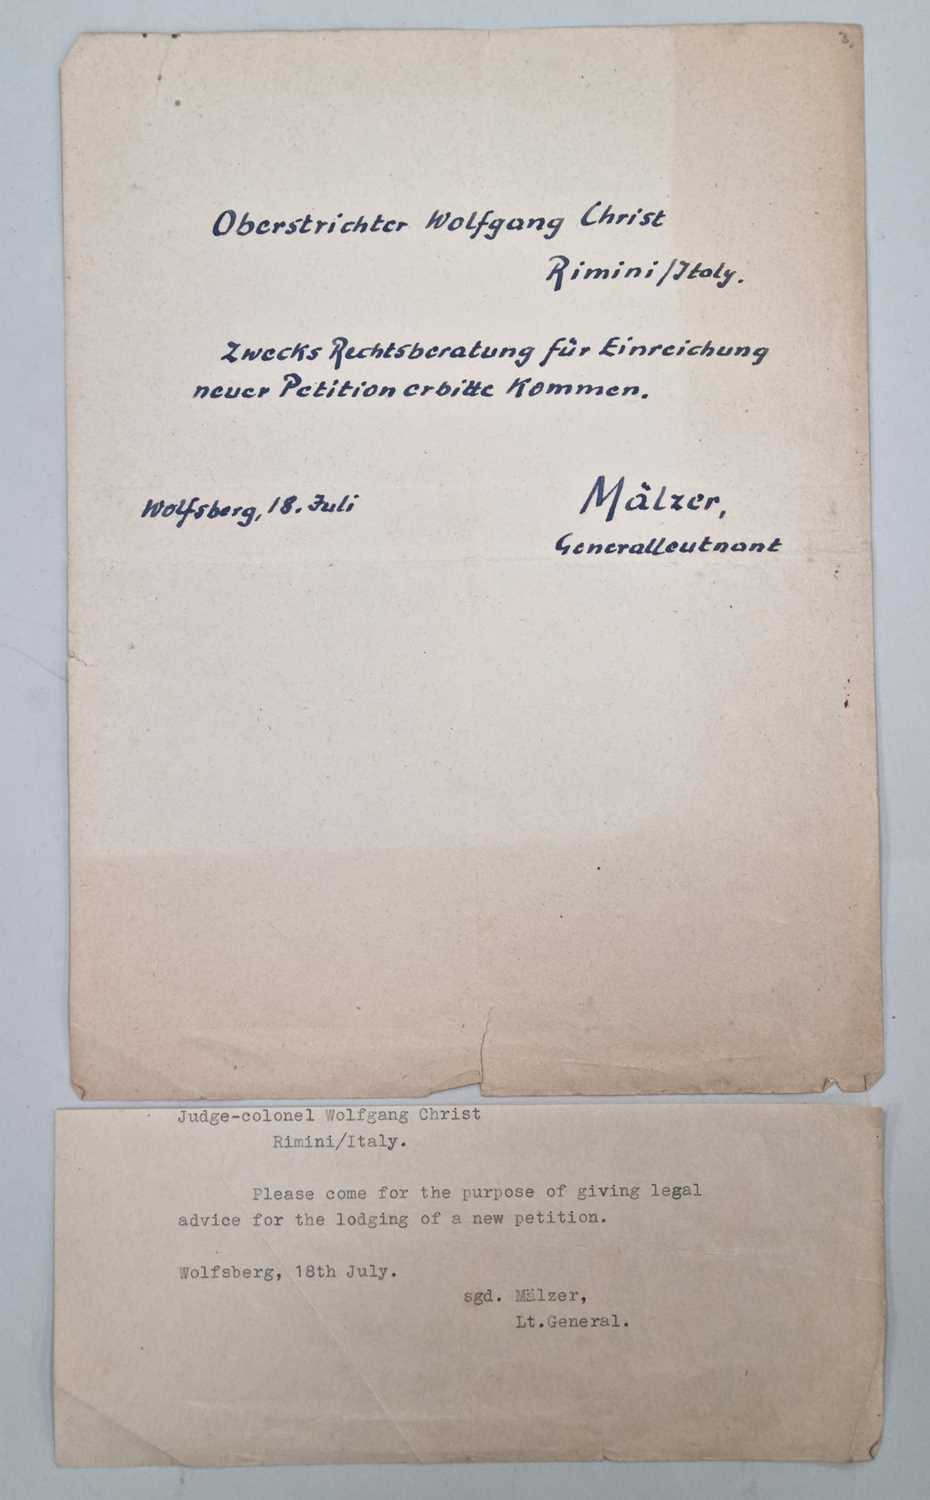 3.
Oberstrichter Wolfgang Christ
Rimini/Italy.
Zwecks Rechtsberatung für Einreichung
neuer Petition erbitte Kommen.
Wolfsberg, 18. Juli
Mälzer,
Generalleutnant
Judge-colonel Wolfgang Christ
Rimini/Italy.
Please come for the purpose of giving legal
advice for the lodging of a new petition.
Wolfsberg, 18th July.
sgd. Mälzer,
Lt.General.